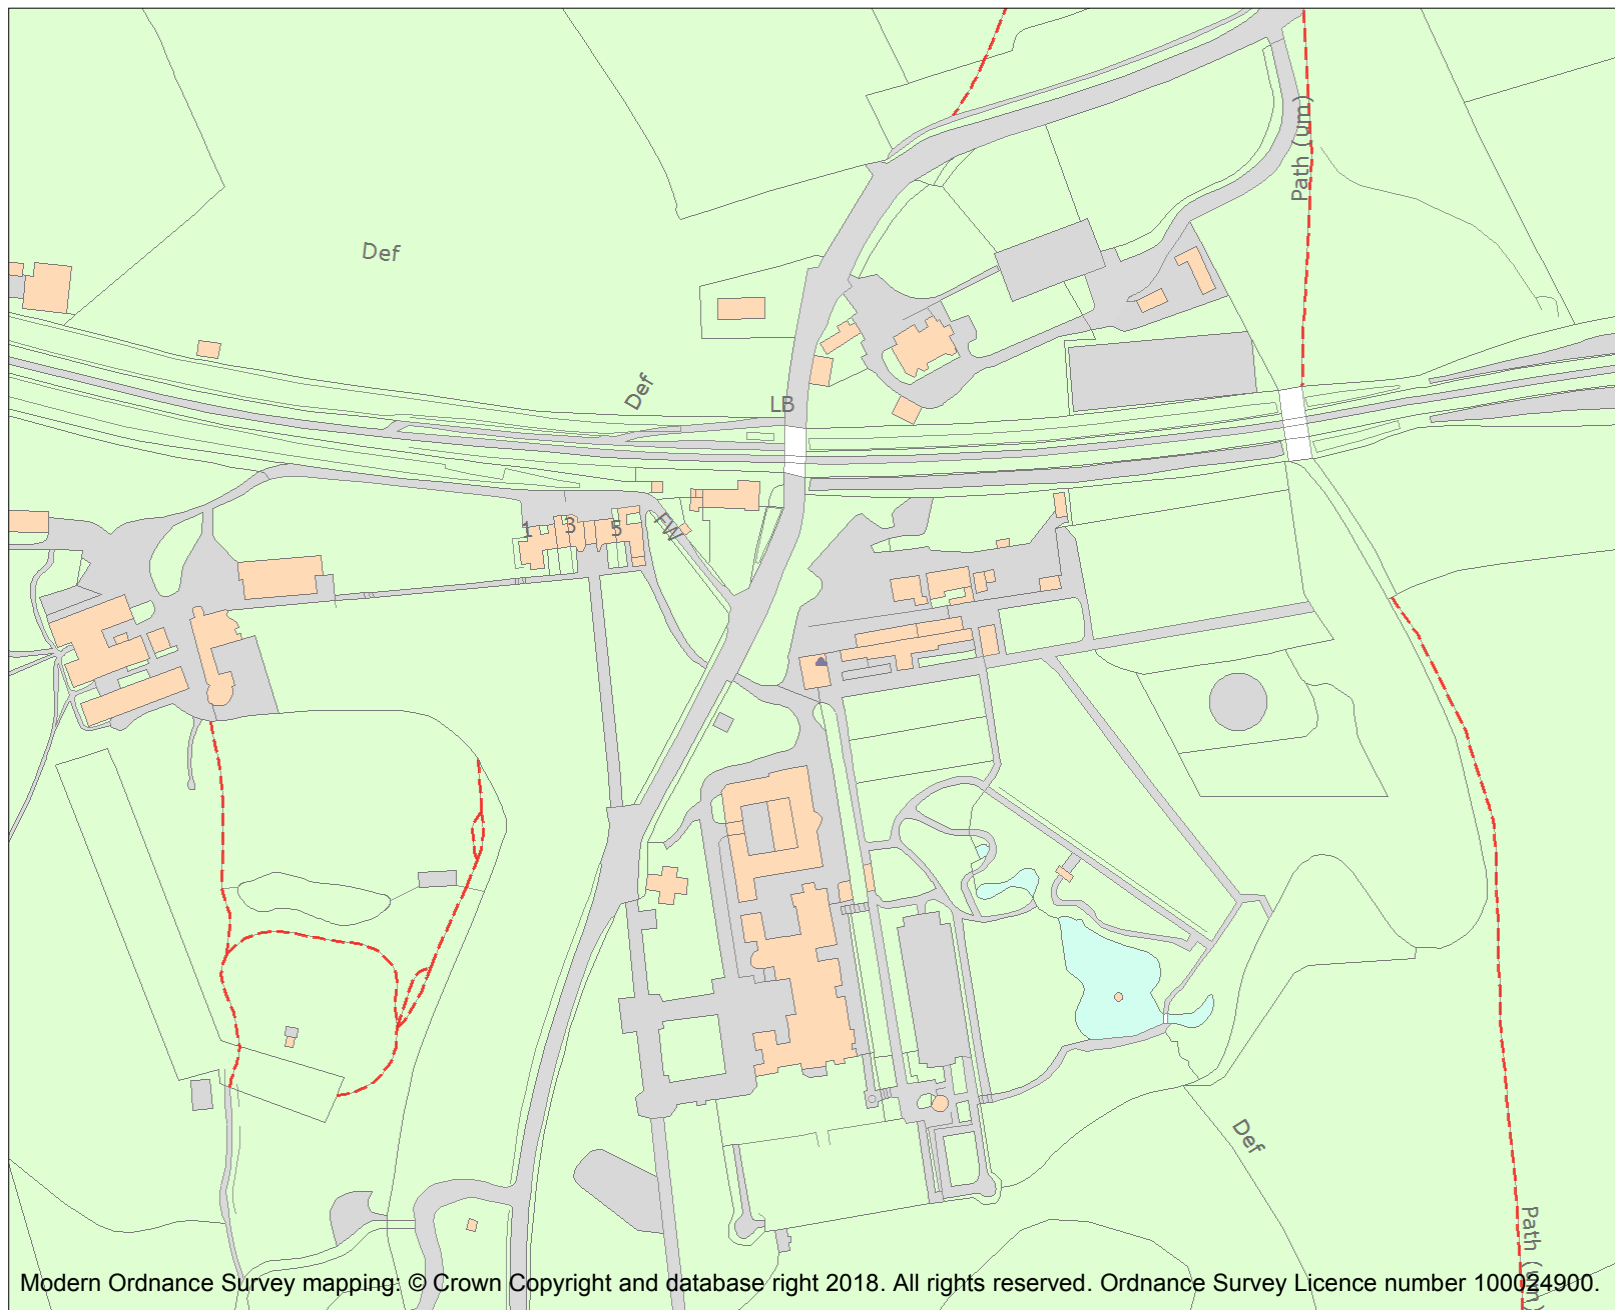 Path (um)
Def
Def
LB
1
3
5
FW
Def
Path (um)
Modern Ordnance Survey mapping: © Crown Copyright and database right 2018. All rights reserved. Ordnance Survey Licence number 100024900.